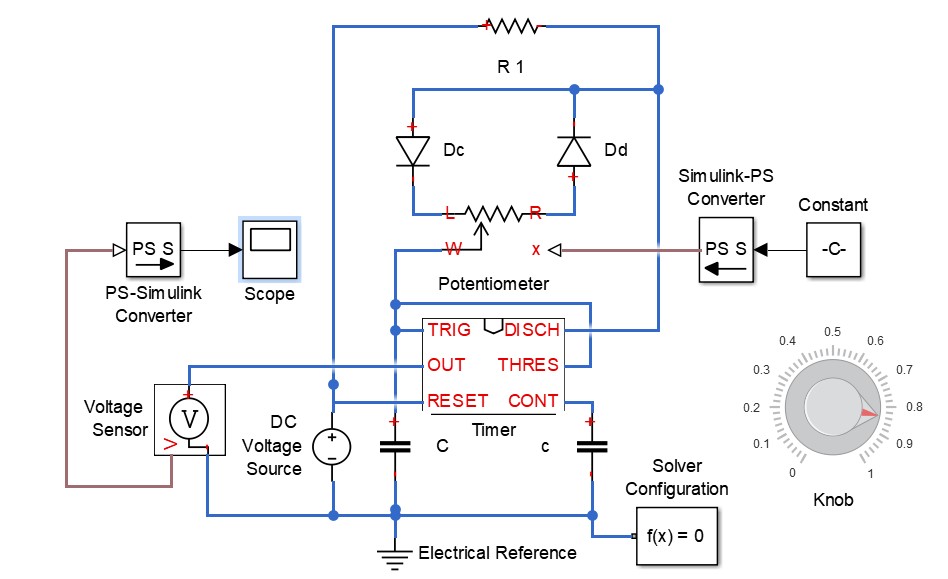 R 1
Dc
Dd
Simulink-PS
Converter
Constant
L
R
W
x
PS S
PS S
-C-
PS-Simulink
Converter
Scope
Potentiometer
TRIG
DISCH
OUT
THRES
RESET
CONT
Timer
Voltage
Sensor
V
V
DC
Voltage
Source
C
c
Solver
Configuration
f(x) = 0
Electrical Reference
0
0.1
0.2
0.3
0.4
0.5
0.6
0.7
0.8
0.9
1
Knob